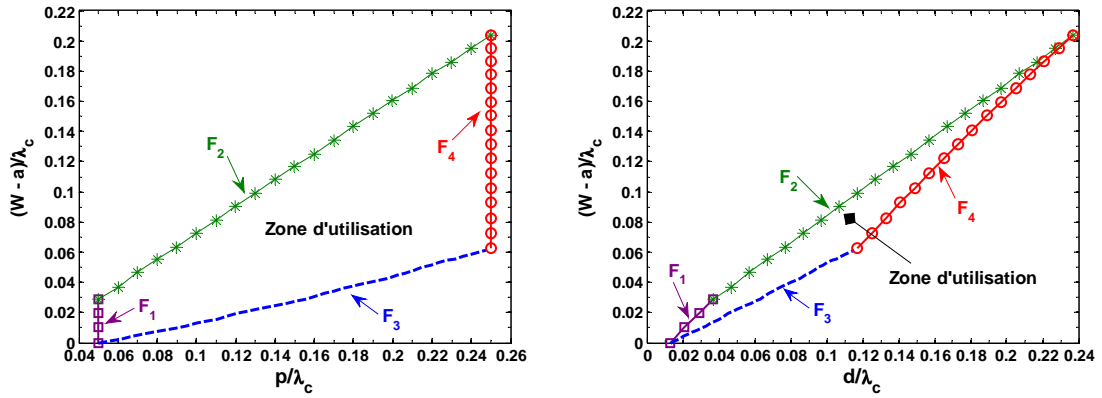 0.22
0.2
0.18
0.16
0.14
0.12
0.1
0.08
0.06
0.04
0.02
0
(W - a)/λc
F2
F4
Zone d'utilisation
F1
F3
0.04 0.06 0.08 0.1 0.12 0.14 0.16 0.18 0.2 0.22 0.24 0.26
p/λc
0.22
0.2
0.18
0.16
0.14
0.12
0.1
0.08
0.06
0.04
0.02
0
(W - a)/λc
F2
F4
Zone d'utilisation
F1
F3
0 0.02 0.04 0.06 0.08 0.1 0.12 0.14 0.16 0.18 0.2 0.22 0.24
d/λc